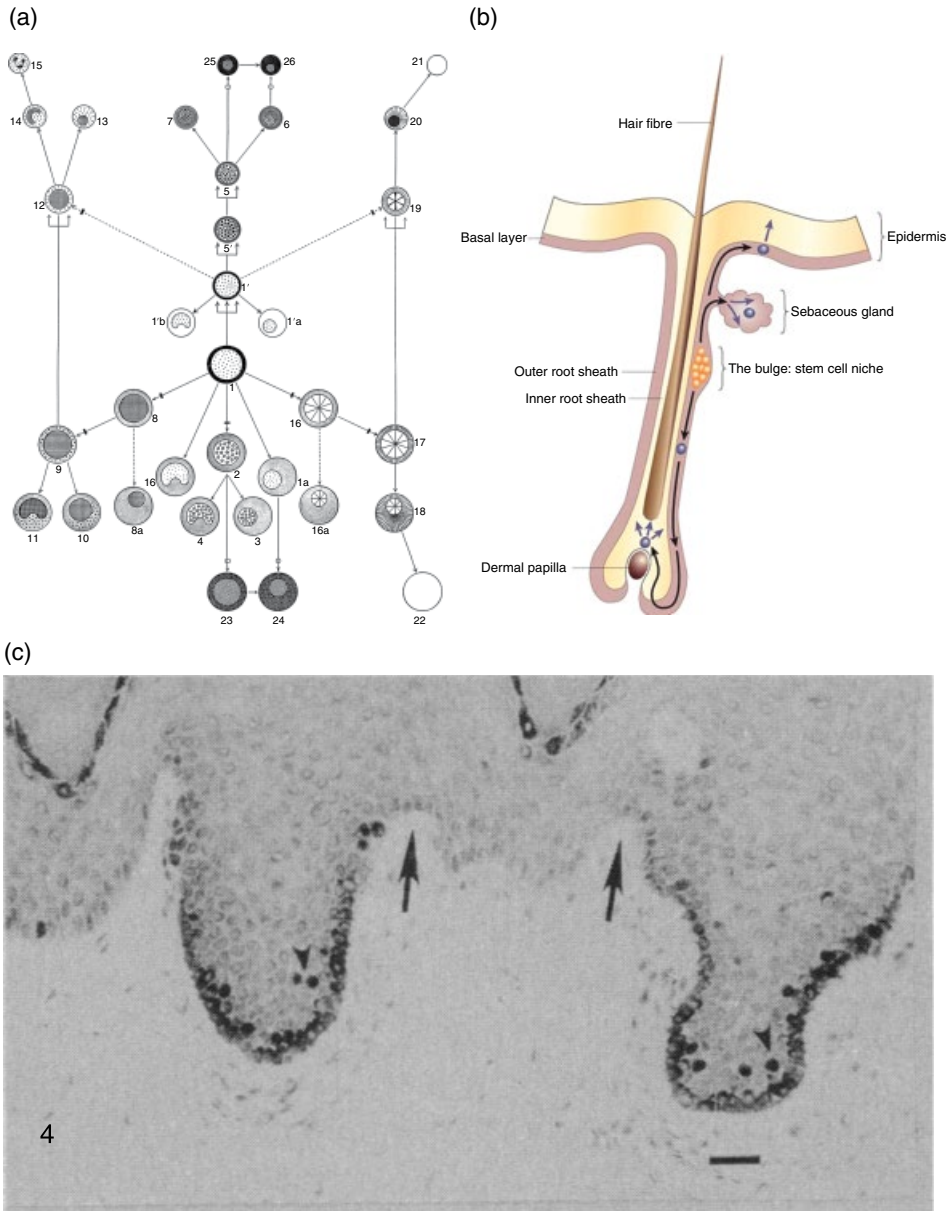 (a)
(b)
15
25
26
21
14
13
7
6
20
5
12
19
5'
1'
1'b
1'a
1
8
16
9
16
2
1a
17
11
10
8a
4
3
16a
18
23
24
22
Hair fibre
Basal layer
Epidermis
Sebaceous gland
Outer root sheath
The bulge: stem cell niche
Inner root sheath
Dermal papilla
(c)
4